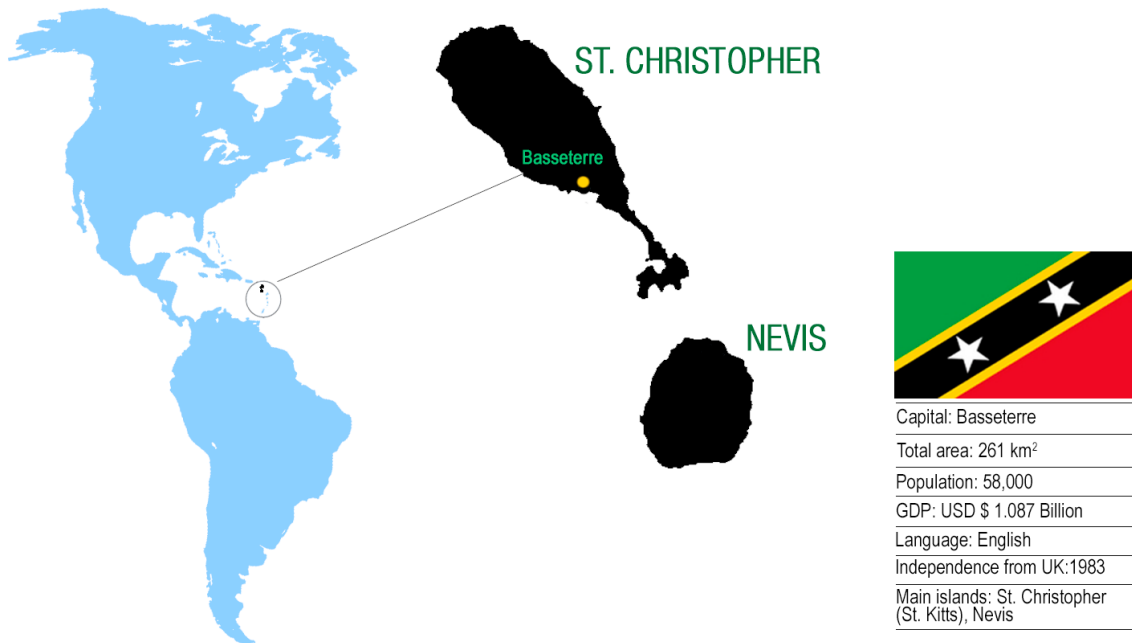 ST. CHRISTOPHER
Basseterre
NEVIS
Capital: Basseterre
Total area: 261 km²
Population: 58,000
GDP: USD $ 1.087 Billion
Language: English
Independence from UK:1983
Main islands: St. Christopher
(St. Kitts), Nevis